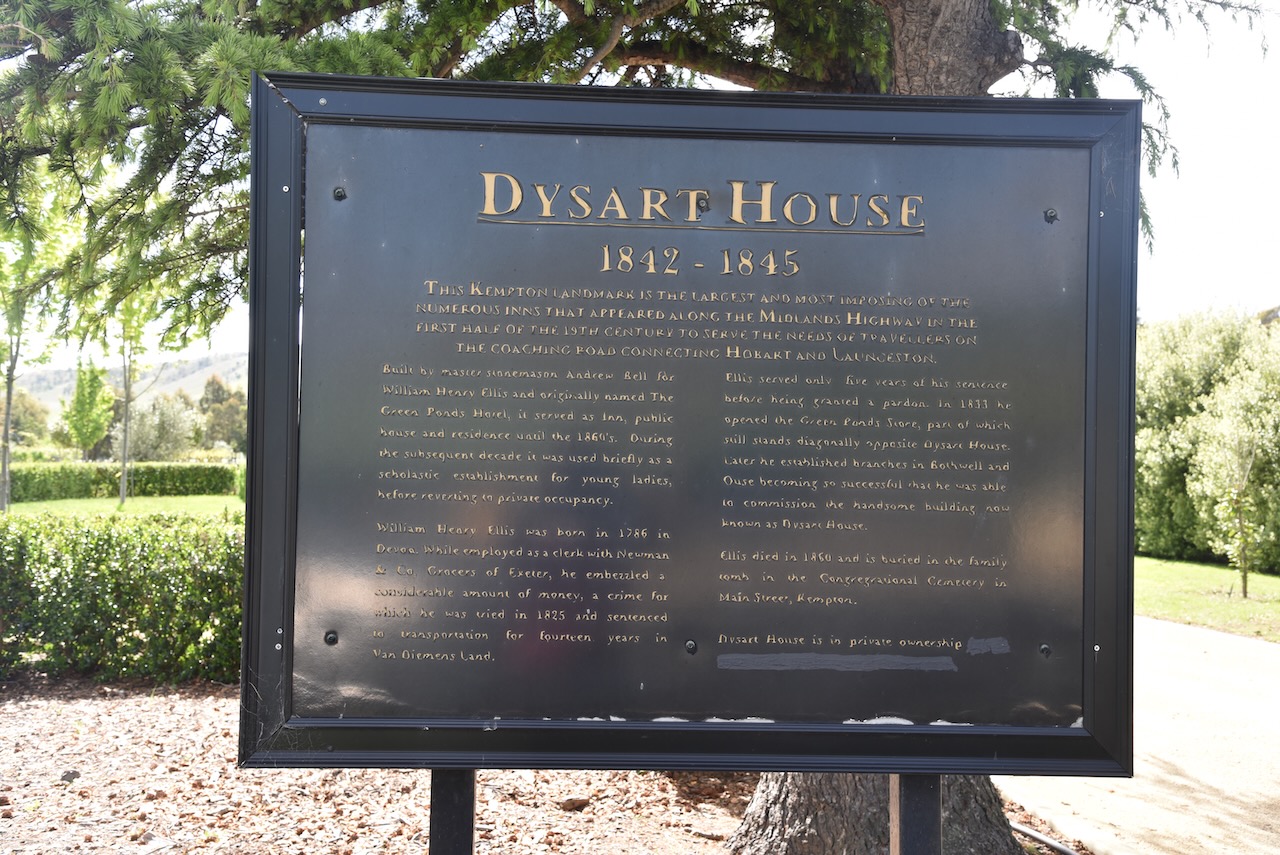 DYSART HOUSE
1842 - 1845
THIS KEMPTON LANDMARK IS THE LARGEST AND MOST IMPOSING OF THE
NUMEROUS INNS THAT APPEARED ALONG THE MIDLANDS HIGHWAY IN THE
FIRST HALF OF THE 19TH CENTURY TO SERVE THE NEEDS OF TRAVELLERS ON
THE COACHING ROAD CONNECTING HOBART AND LAUNCESTON.
Built by master stonemason Andrew Bell for
William Henry Ellis and originally named The
Green Ponds Hotel, it served as Inn, public
house and residence until the 1860's. During
the subsequent decade it was used briefly as a
scholastic establishment for young ladies,
before reverting to private occupancy.
William Henry Ellis was born in 1786 in
Devon. While employed as a clerk with Newman
& Co, Grocers of Exeter, he embezzled a
considerable amount of money, a crime for
which he was tried in 1825 and sentenced
to transportation for fourteen years in
Van Diemens Land.
Ellis served only five years of his sentence
before being granted a pardon. In 1833 he
opened the Green Ponds Store, part of which
still stands diagonally opposite Dysart House.
Later he established branches in Bothwell and
Ouse becoming so successful that he was able
to commission the handsome building now
known as Dysart House.
Ellis died in 1860 and is buried in the family
tomb in the Congregational Cemetery in
Main Street, Kempton.
Dysart House is in private ownership